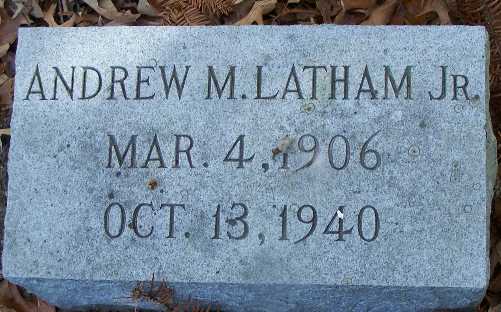 ANDREW M. LATHAM JR.
MAR. 4, 1906
OCT. 13, 1940